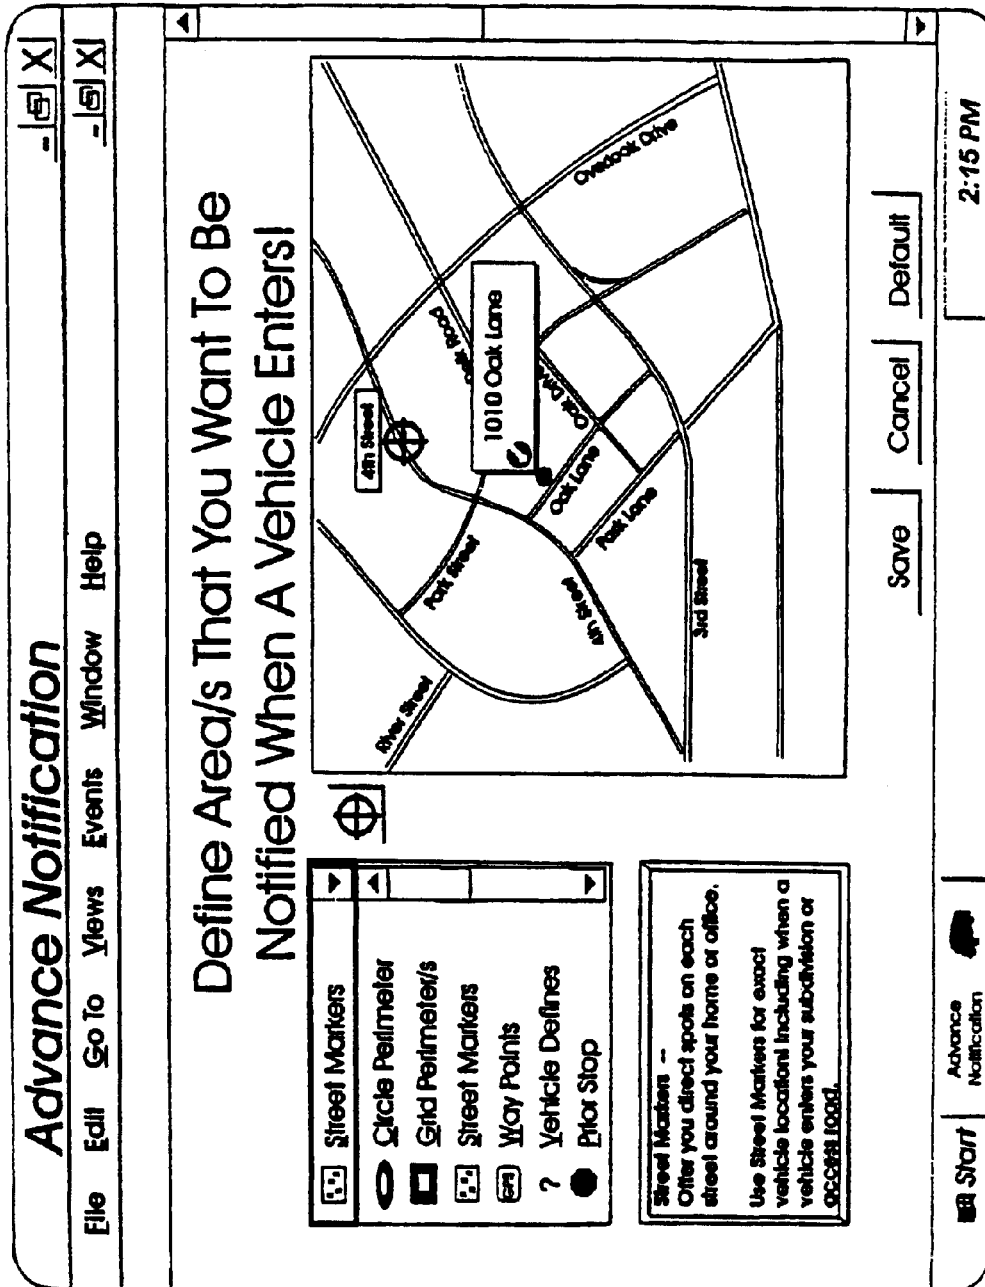 Advance Notification
File Edit Go To Views Events Window Help
Define Area/s That You Want To Be
Notified When A Vehicle Enters!
Street Markers
Circle Perimeter
Grid Perimeter/s
Street Markers
GPS Way Points
? Vehicle Defines
Prior Stop
Street Markers --
Offer you direct spots on each
street around your home or office.
Use Street Markers for exact
vehicle locations including when a
vehicle enters your subdivision or
access road.
River Street
Park Street
4th Street
4th Street
Road
1010 Oak Lane
Oak Drive
Oak Lane
Park Lane
3rd Street
Overlook Drive
Save Cancel Default
Start
Advance
Notification
2:15 PM